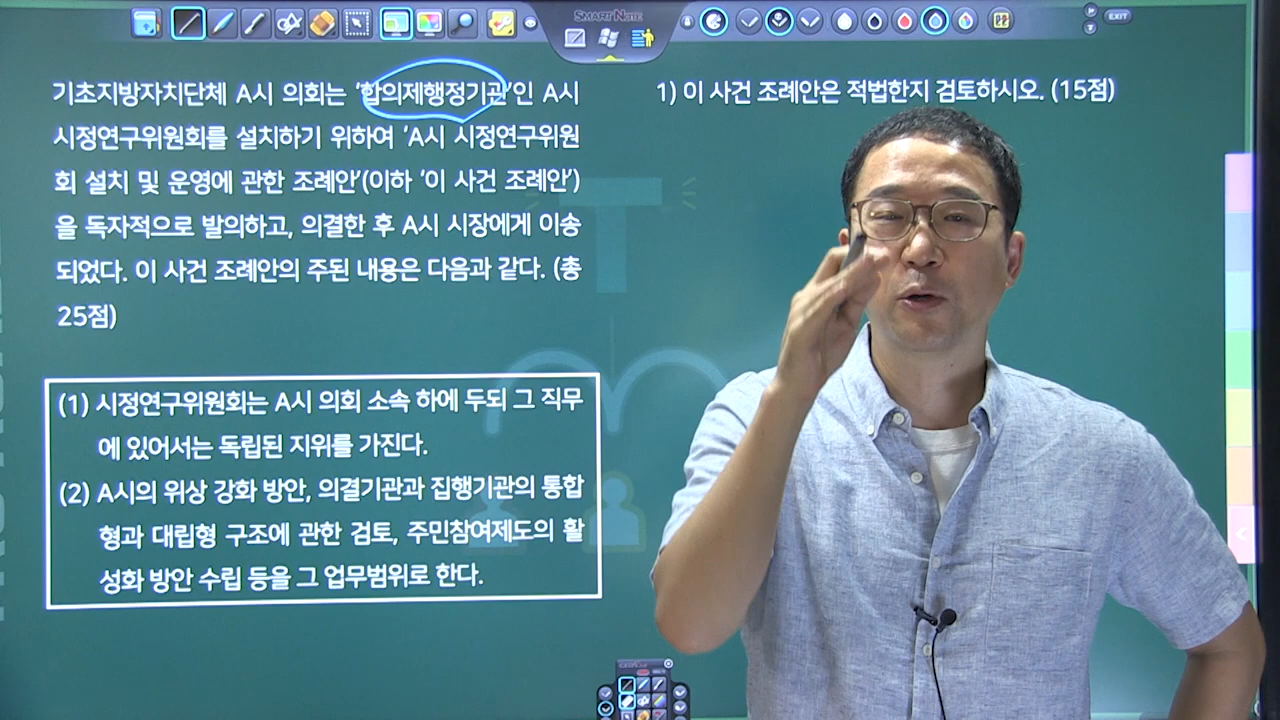 SMARTNOTE
EXIT
기초지방자치단체 A시 의회는 '합의제행정기관'인 A시
시정연구위원회를 설치하기 위하여 'A시 시정연구위원
회 설치 및 운영에 관한 조례안'(이하 '이 사건 조례안')
을 독자적으로 발의하고, 의결한 후 A시 시장에게 이송
되었다. 이 사건 조례안의 주된 내용은 다음과 같다. (총
25점)
(1) 시정연구위원회는 A시 의회 소속 하에 두되 그 직무
에 있어서는 독립된 지위를 가진다.
(2) A시의 위상 강화 방안, 의결기관과 집행기관의 통합
형과 대립형 구조에 관한 검토, 주민참여제도의 활
성화 방안 수립 등을 그 업무범위로 한다.
1) 이 사건 조례안은 적법한지 검토하시오. (15점)